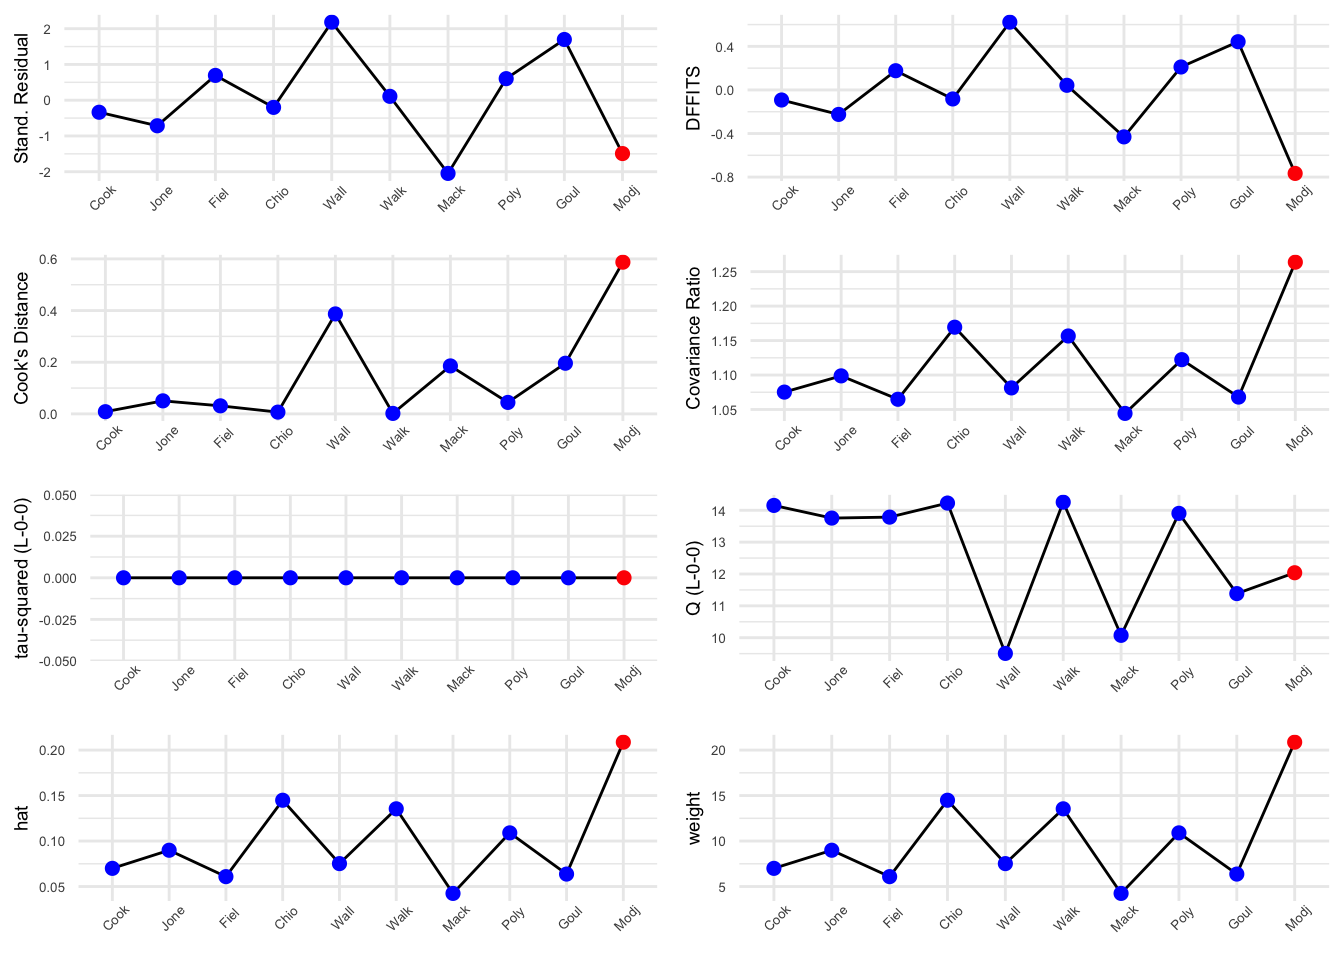 Stand. Residual
2
1
0
-1
-2
Cook Jone Fiel Chio Wall Walk Mack Poly Goul Modj
DFFITS
0.4
0.0
-0.4
-0.8
Cook Jone Fiel Chio Wall Walk Mack Poly Goul Modj
Cook's Distance
0.6
0.4
0.2
0.0
Cook Jone Fiel Chio Wall Walk Mack Poly Goul Modj
Covariance Ratio
1.25
1.20
1.15
1.10
1.05
Cook Jone Fiel Chio Wall Walk Mack Poly Goul Modj
tau-squared (L-0-0)
0.050
0.025
0.000
-0.025
-0.050
Cook Jone Fiel Chio Wall Walk Mack Poly Goul Modj
Q (L-0-0)
14
13
12
11
10
Cook Jone Fiel Chio Wall Walk Mack Poly Goul Modj
hat
0.20
0.15
0.10
0.05
Cook Jone Fiel Chio Wall Walk Mack Poly Goul Modj
weight
20
15
10
5
Cook Jone Fiel Chio Wall Walk Mack Poly Goul Modj